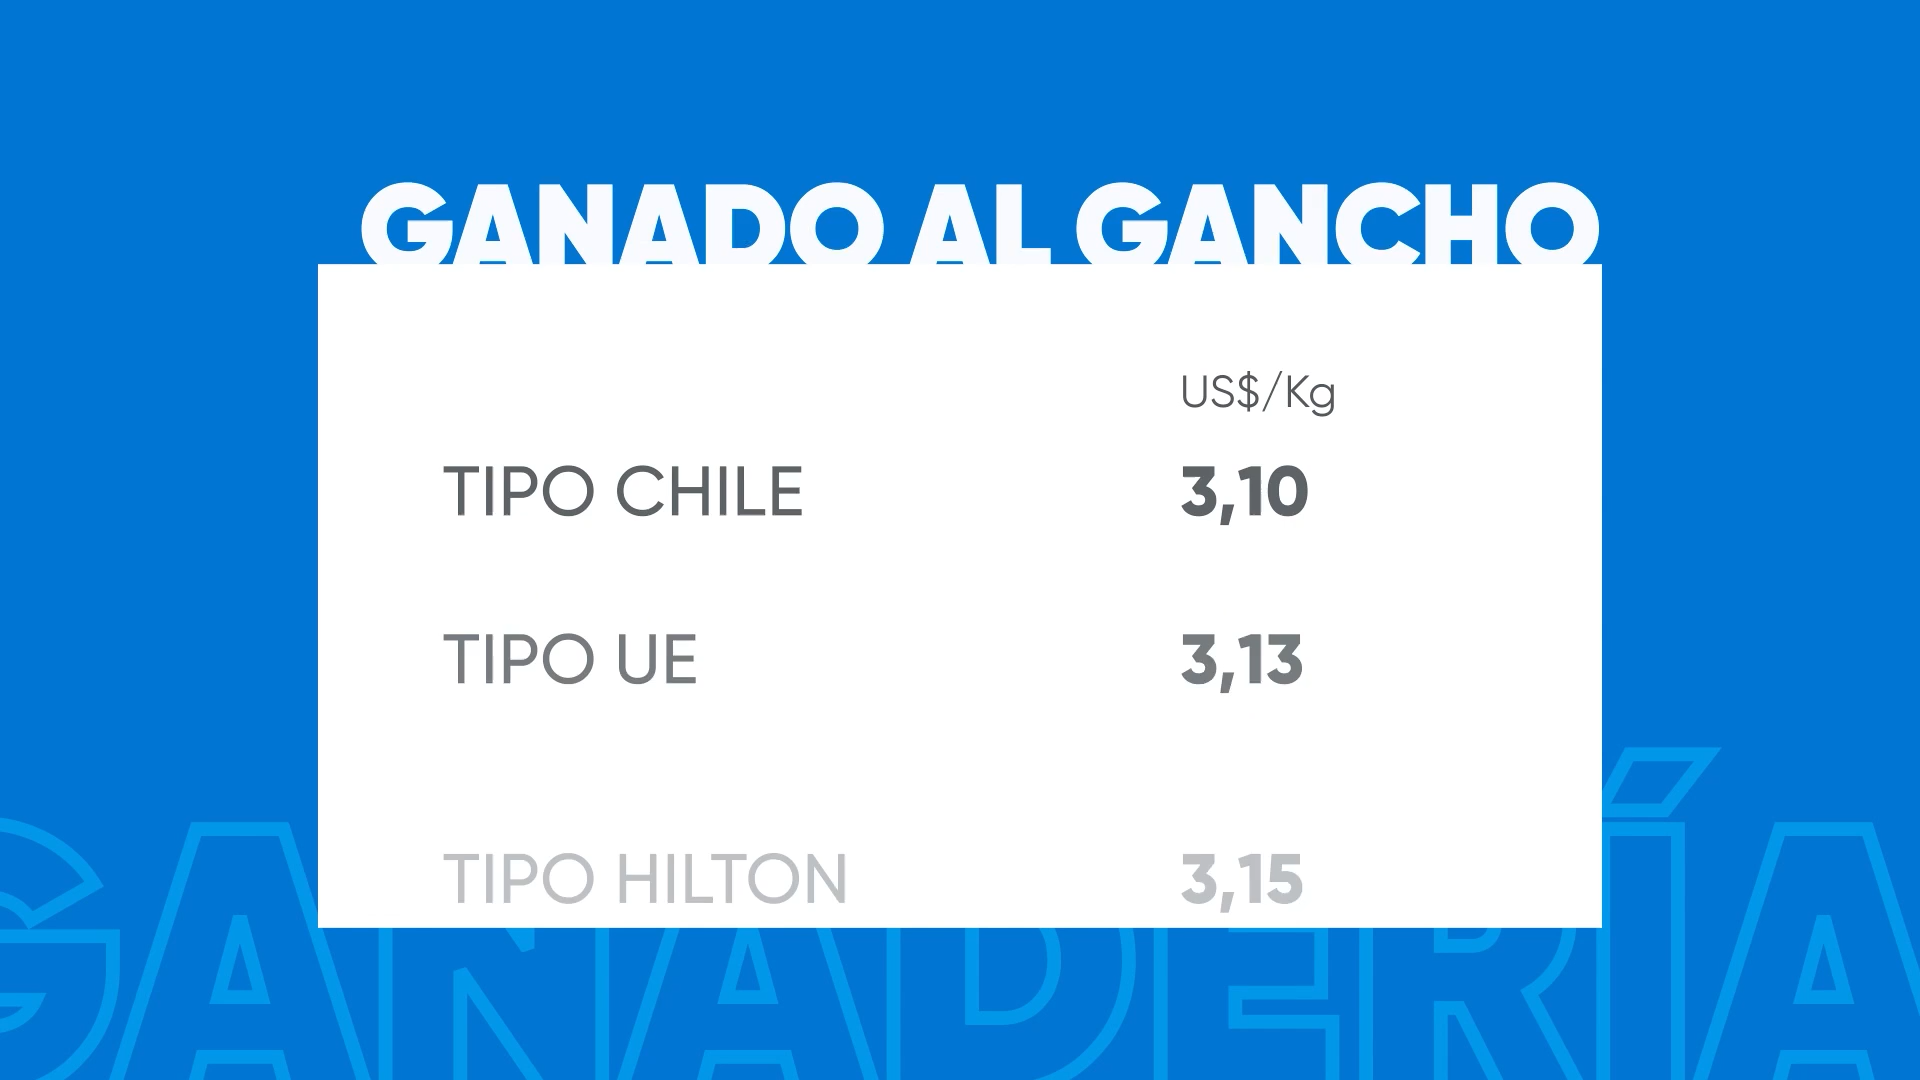 GANADO AL GANCHO
US$/Kg
TIPO CHILE 3,10
TIPO UE 3,13
TIPO HILTON 3,15
GANADERÍA